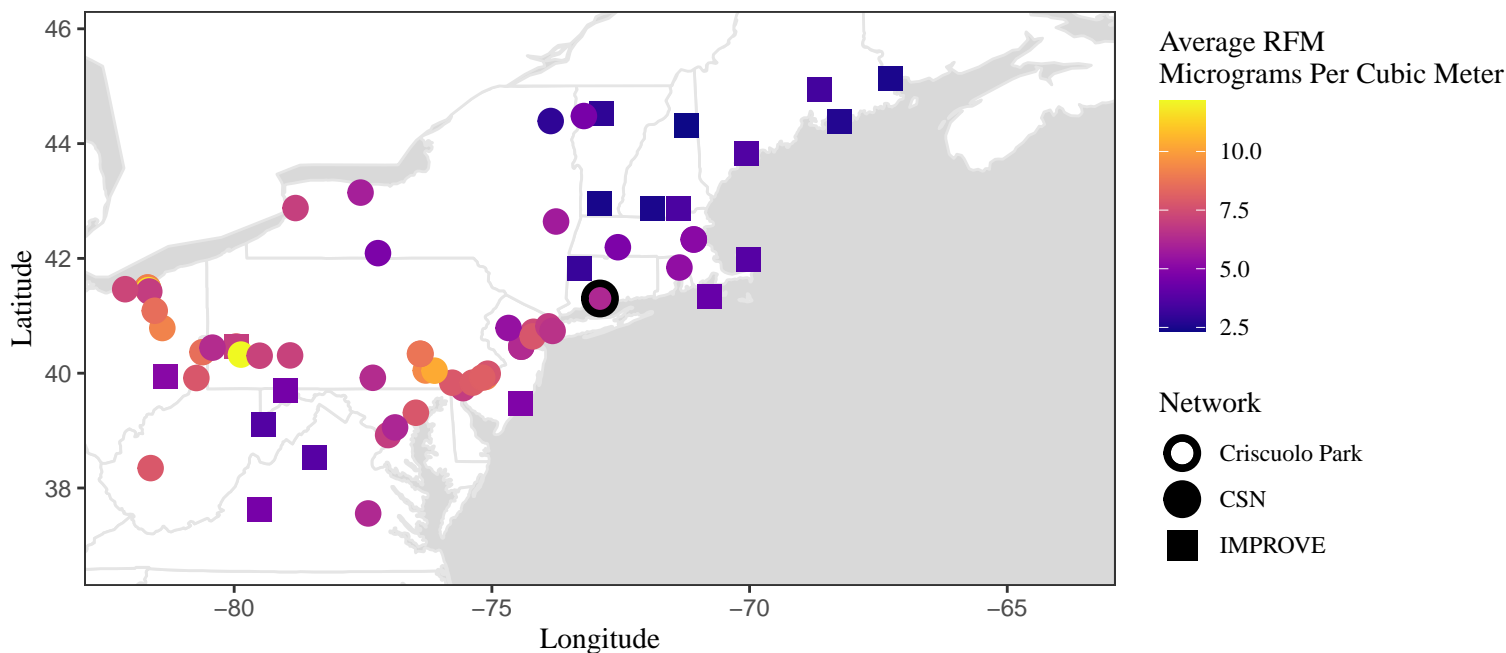 46
44
42
40
38
Latitude
−80
−75
−70
−65
Longitude
Average RFM
Micrograms Per Cubic Meter
10.0
7.5
5.0
2.5
Network
Criscuolo Park
CSN
IMPROVE